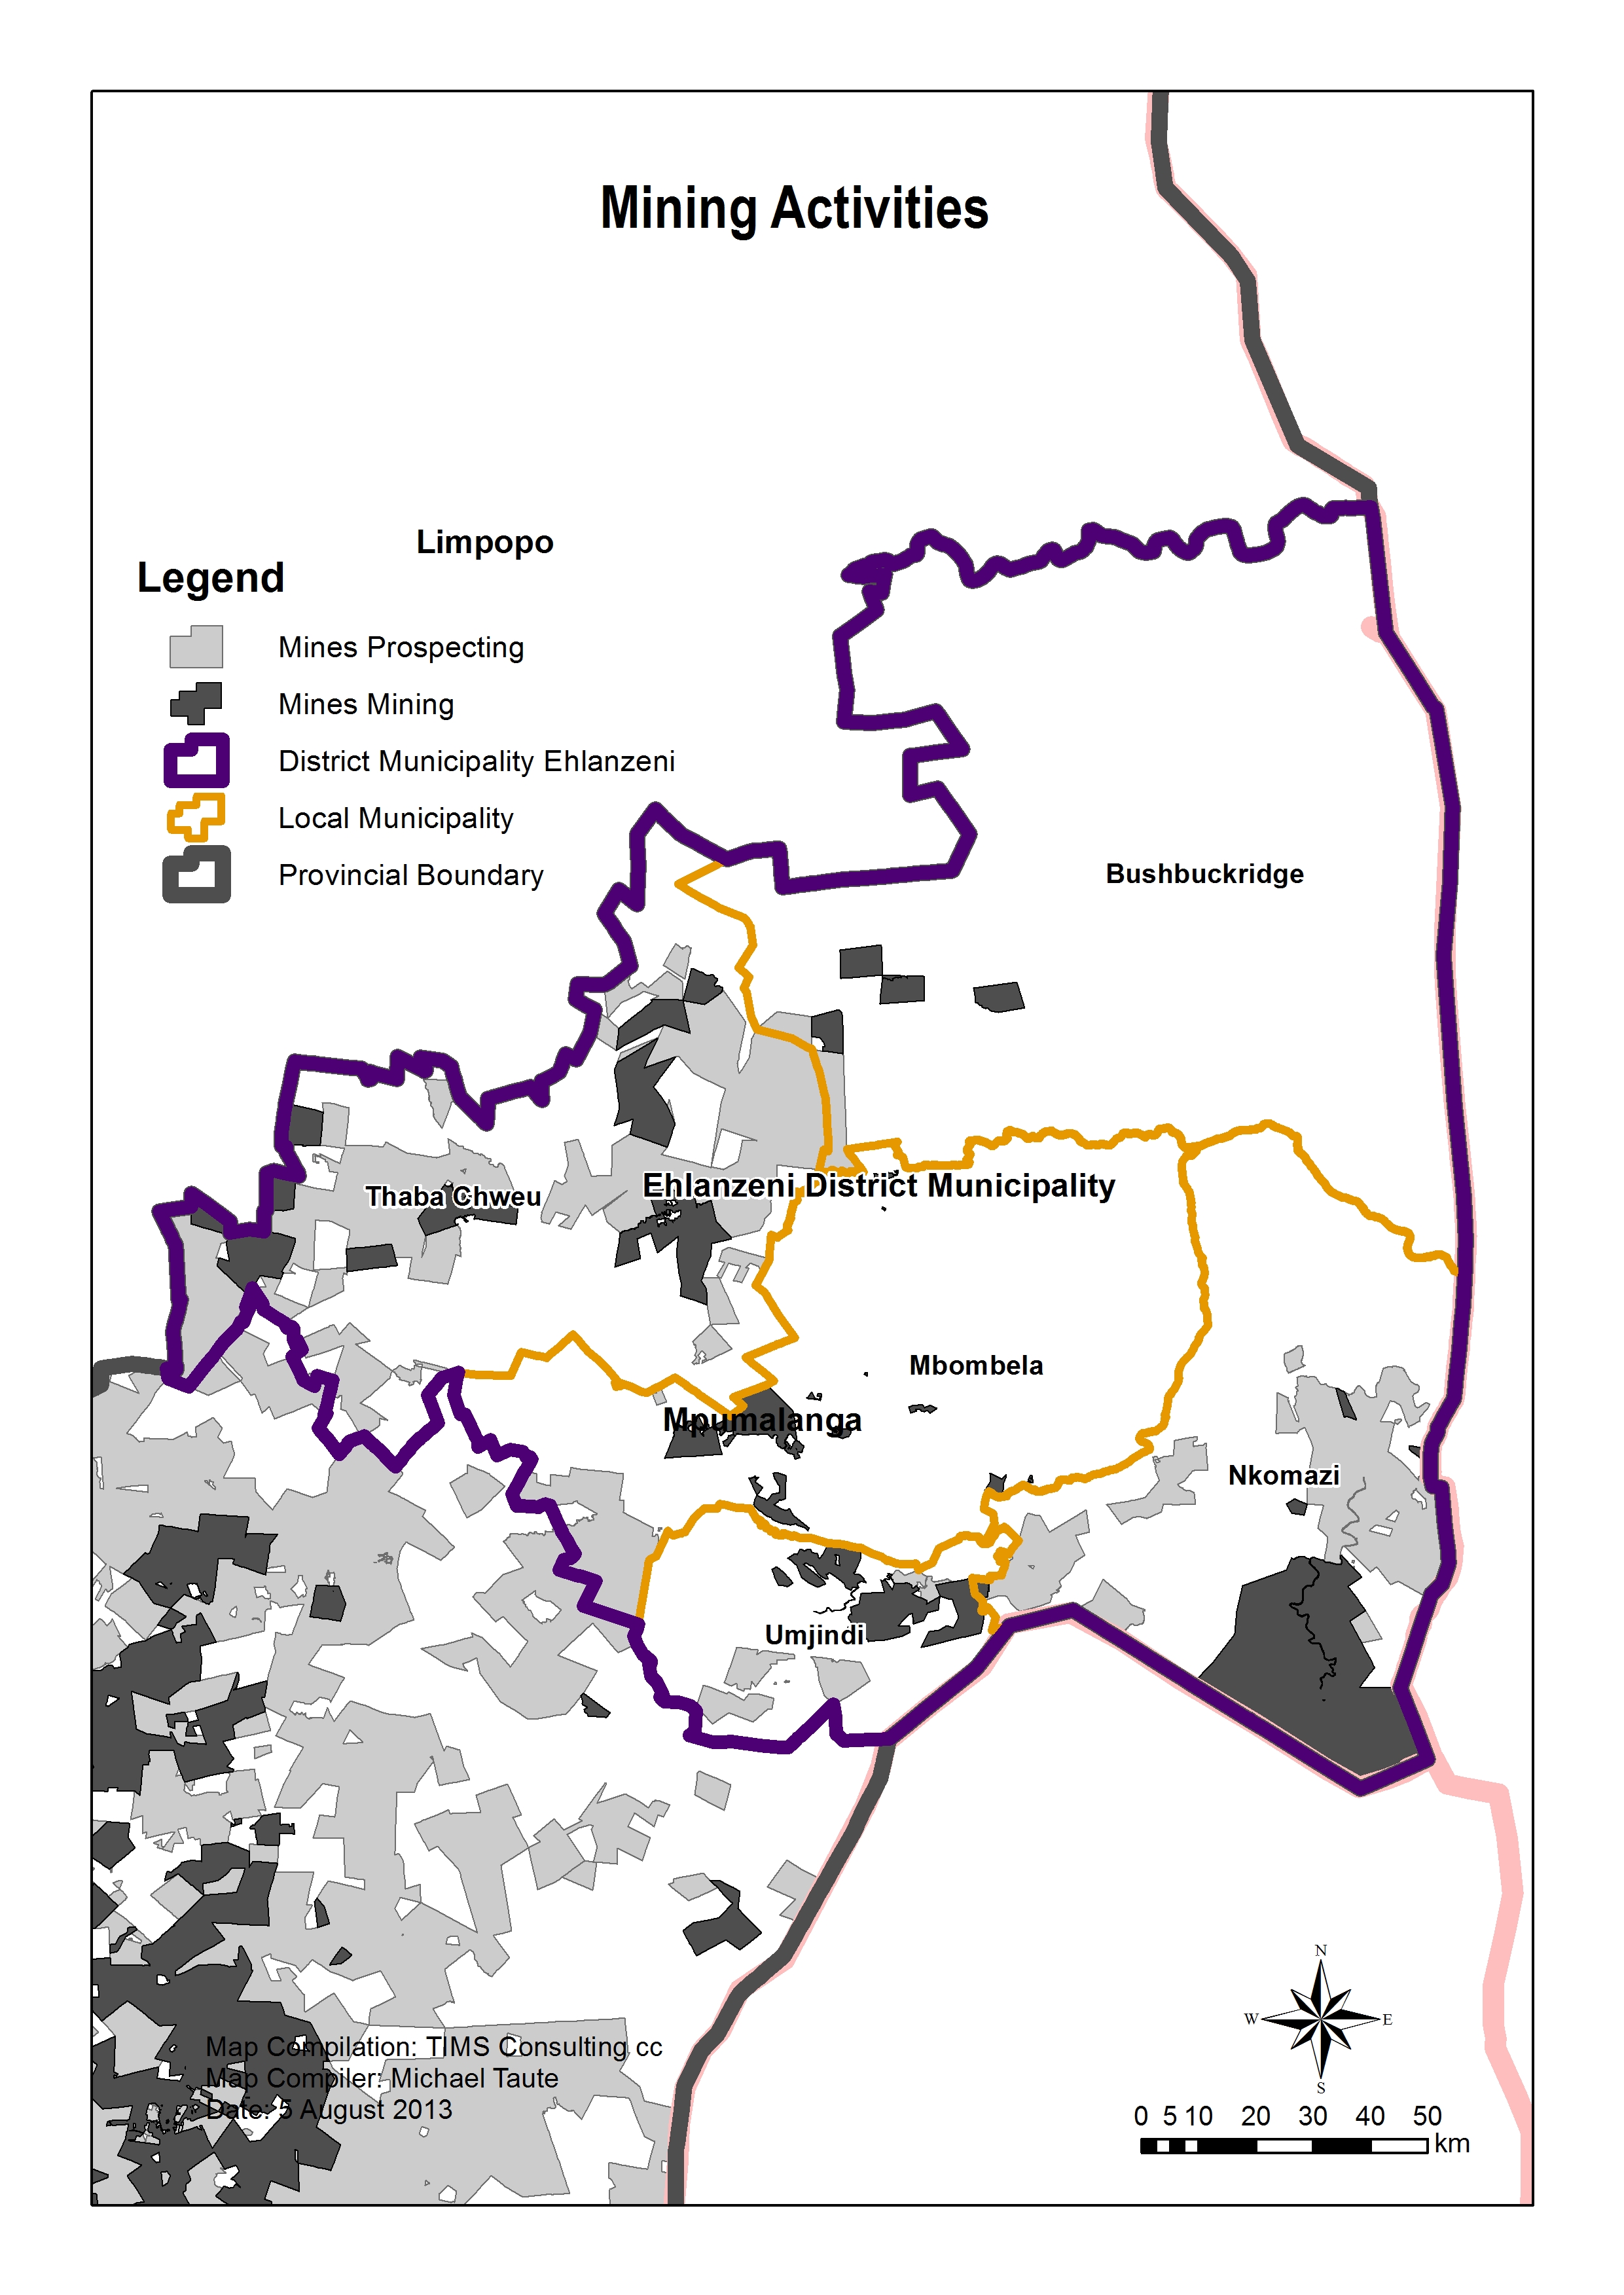 Mining Activities
Limpopo
Legend
Mines Prospecting
Mines Mining
District Municipality Ehlanzeni
Local Municipality
Provincial Boundary
Bushbuckridge
Thaba Chweu
Ehlanzeni District Municipality
Mbombela
Mpumalanga
Nkomazi
Umjindi
N
W E
S
Map Compilation: TIMS Consulting cc
Map Compiler: Michael Taute
Date: 5 August 2013
0 5 10 20 30 40 50
km